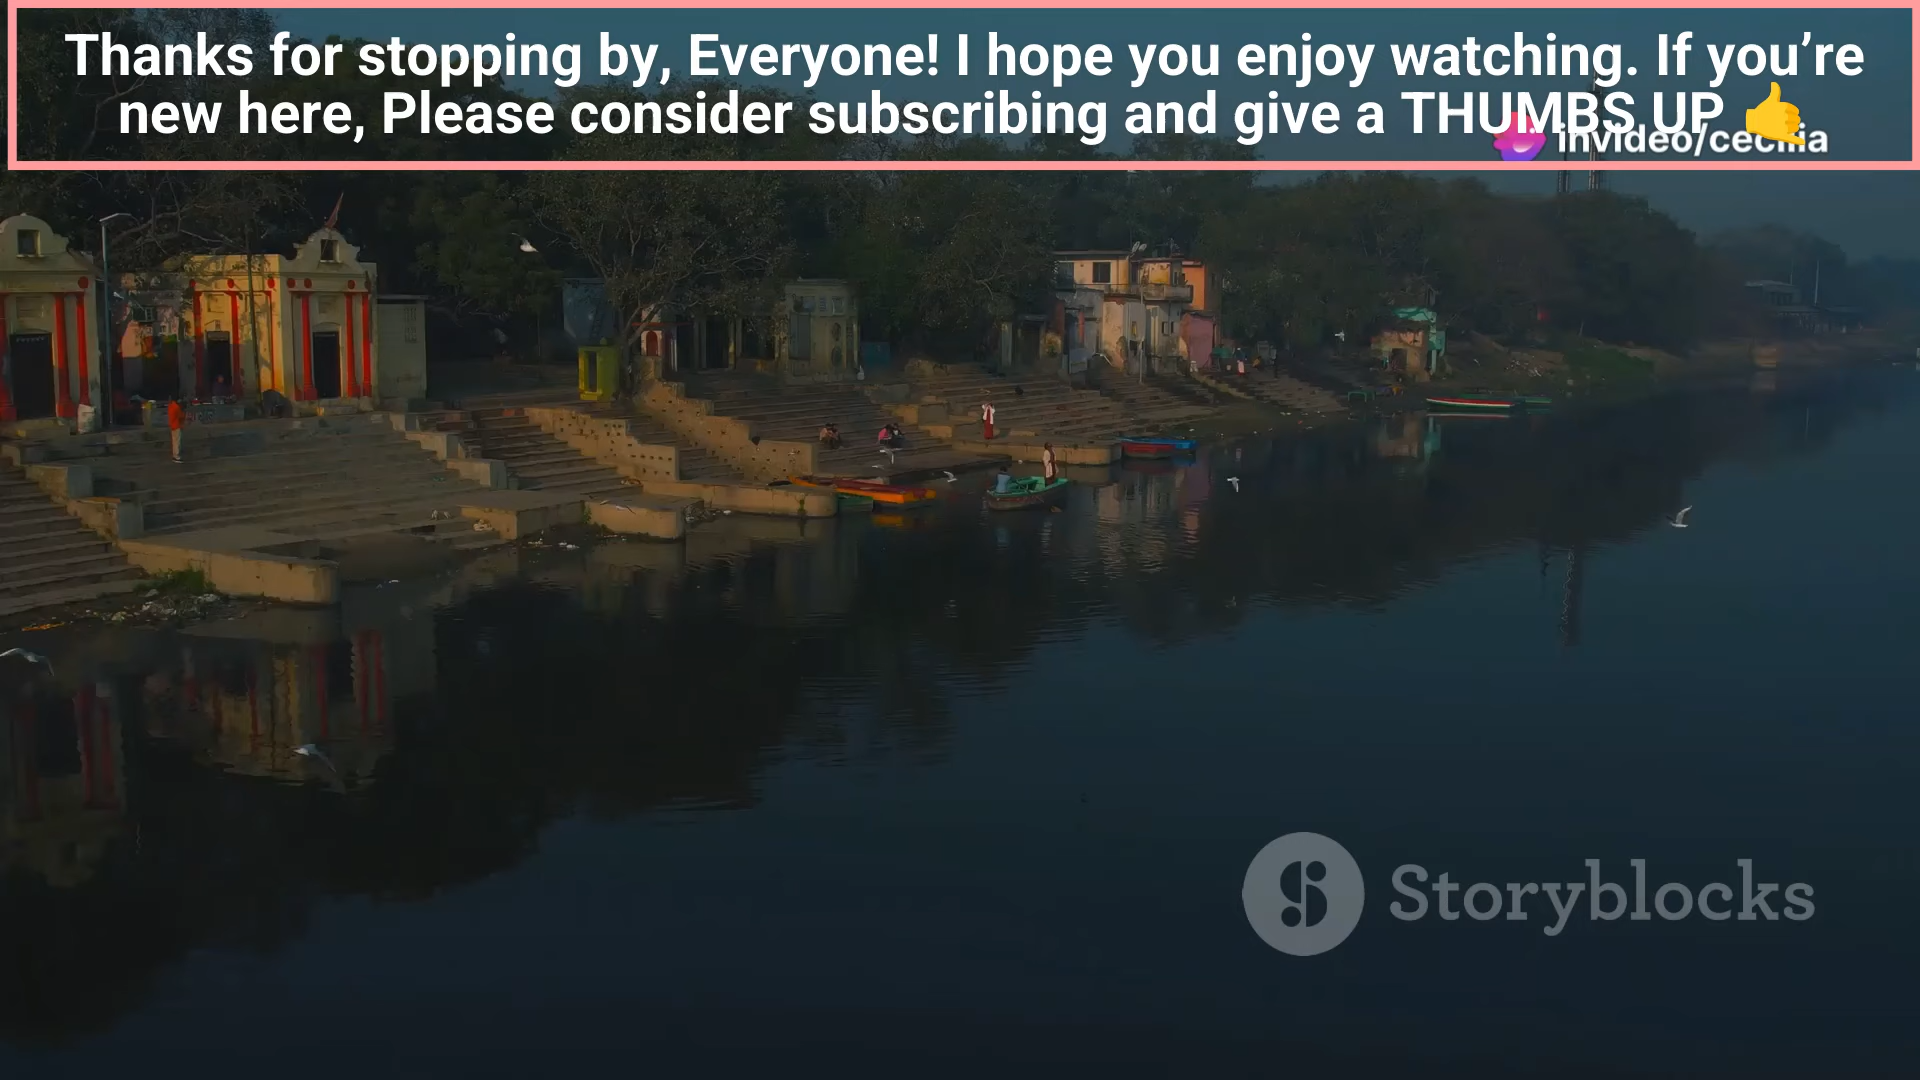 Thanks for stopping by, Everyone! I hope you enjoy watching. If you’re
new here, Please consider subscribing and give a THUMBS UP 🤙
invideo/cecilia
Storyblocks